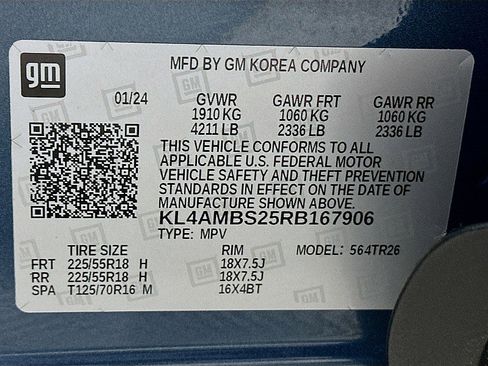 gm
MFD BY GM KOREA COMPANY
01/24 GVWR GAWR FRT GAWR RR
1910 KG 1060 KG 1060 KG
4211 LB 2336 LB 2336 LB
THIS VEHICLE CONFORMS TO ALL
APPLICABLE U.S. FEDERAL MOTOR
VEHICLE SAFETY AND THEFT PREVENTION
STANDARDS IN EFFECT ON THE DATE OF
MANUFACTURE SHOWN ABOVE.
KL4AMBS25RB167906
TYPE: MPV
TIRE SIZE RIM MODEL: 564TR26
FRT 225/55R18 H 18X7.5J
RR 225/55R18 H 18X7.5J
SPA T125/70R16 M 16X4BT